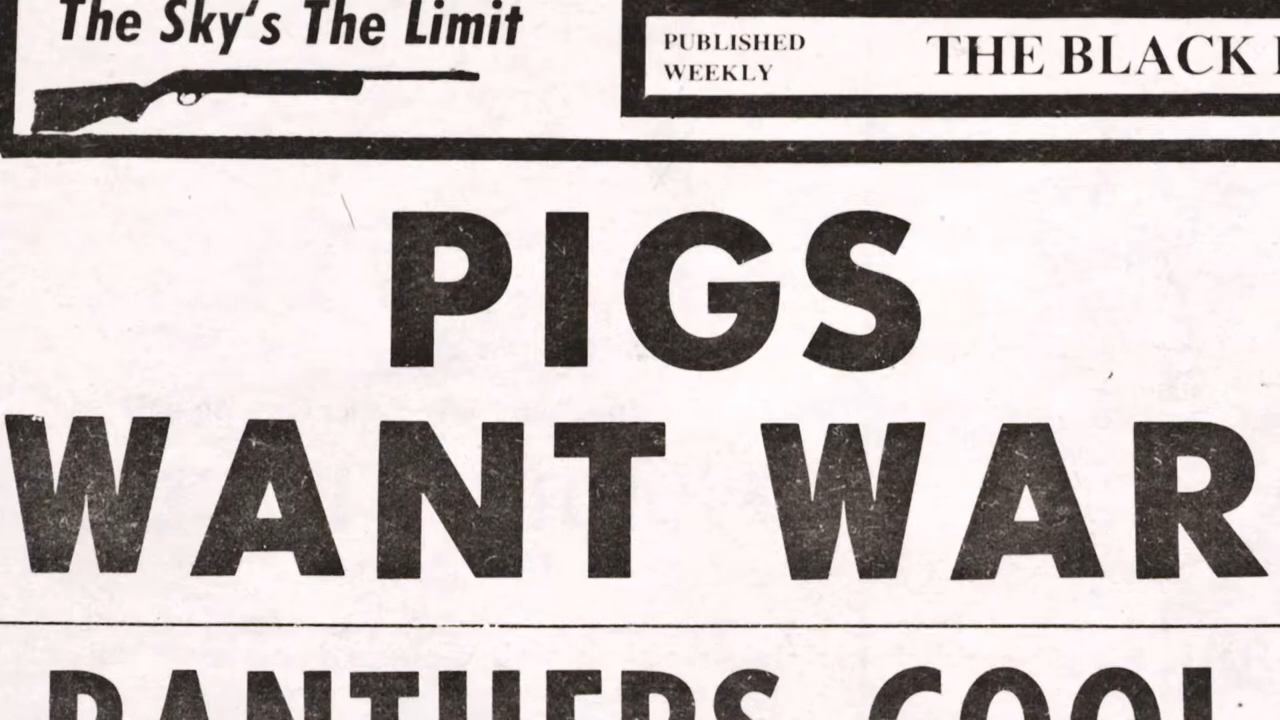 The Sky's The Limit
PUBLISHED
WEEKLY
THE BLACK
PIGS
WANT WAR
PANTHERS COOL